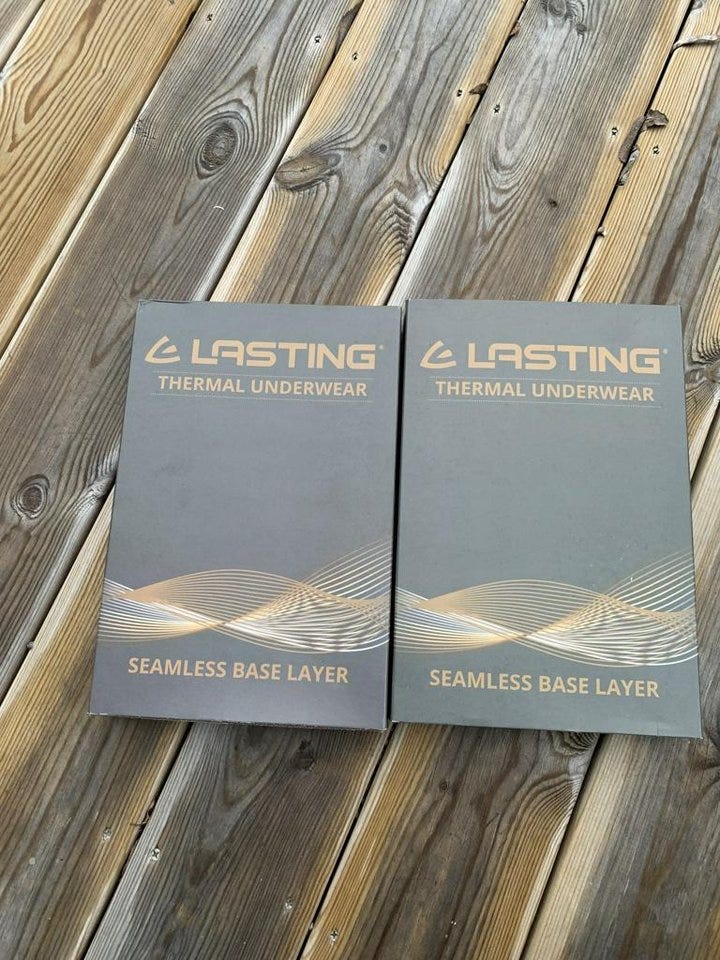 LASTING®
THERMAL UNDERWEAR
SEAMLESS BASE LAYER
LASTING®
THERMAL UNDERWEAR
SEAMLESS BASE LAYER